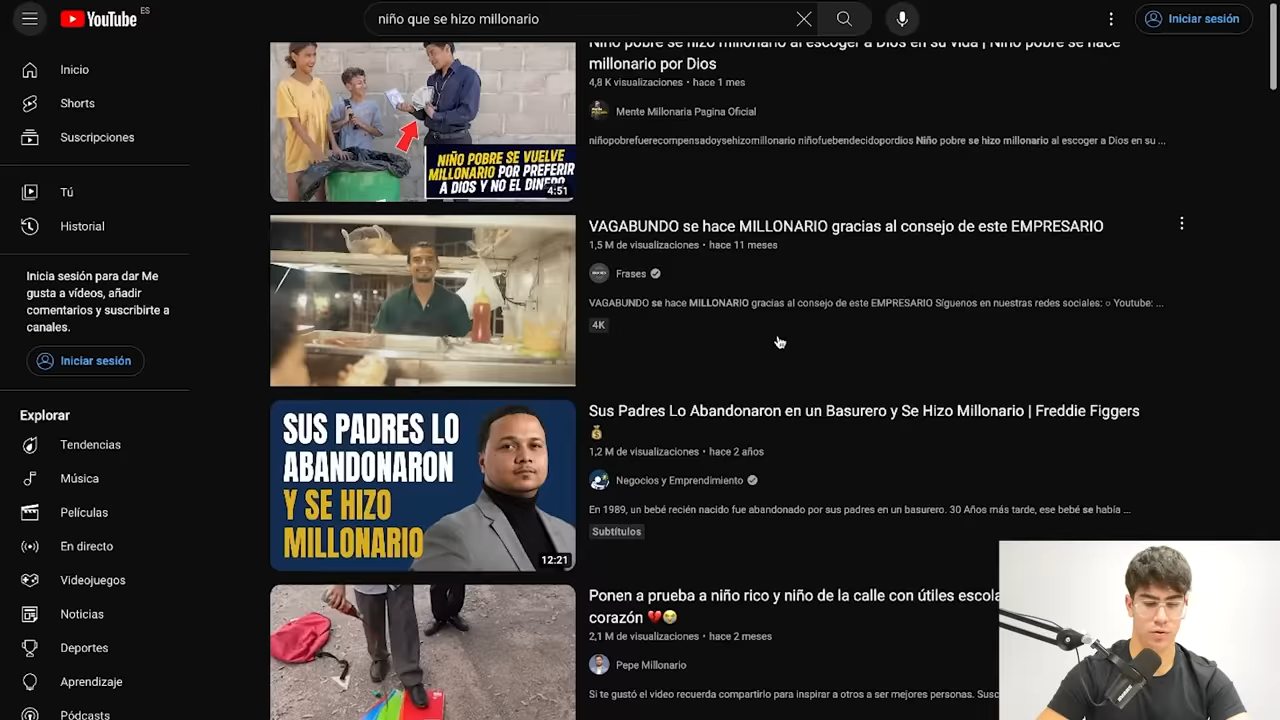 YouTube ES
niño que se hizo millonario
Iniciar sesión
Inicio
Shorts
Suscripciones
Tú
Historial
Inicia sesión para dar Me
gusta a vídeos, añadir
comentarios y suscribirte a
canales.
Iniciar sesión
Explorar
Tendencias
Música
Películas
En directo
Videojuegos
Noticias
Deportes
Aprendizaje
Pódcasts
NIÑO POBRE SE VUELVE
MILLONARIO POR PREFERIR
A DIOS Y NO EL DINERO
4:51
Niño pobre se hizo millonario al escoger a Dios en su vida | Niño pobre se hace
millonario por Dios
4,8 K visualizaciones • hace 1 mes
Mente Millonaria Pagina Oficial
niñopobrefuerecompensadoysehizomillonario niñofuebendecidopordios Niño pobre se hizo millonario al escoger a Dios en su ...
VAGABUNDO se hace MILLONARIO gracias al consejo de este EMPRESARIO
1,5 M de visualizaciones • hace 11 meses
Frases
VAGABUNDO se hace MILLONARIO gracias al consejo de este EMPRESARIO Síguenos en nuestras redes sociales: ○ Youtube: ...
4K
SUS PADRES LO
ABANDONARON
Y SE HIZO
MILLONARIO
12:21
Sus Padres Lo Abandonaron en un Basurero y Se Hizo Millonario | Freddie Figgers
💰
1,2 M de visualizaciones • hace 2 años
Negocios y Emprendimiento
En 1989, un bebé recién nacido fue abandonado por sus padres en un basurero. 30 Años más tarde, ese bebé se había ...
Subtítulos
Ponen a prueba a niño rico y niño de la calle con útiles escola
corazón 💔😭
2,1 M de visualizaciones • hace 2 meses
Pepe Millonario
Si te gustó el video recuerda compartirlo para inspirar a otros a ser mejores personas. Susc